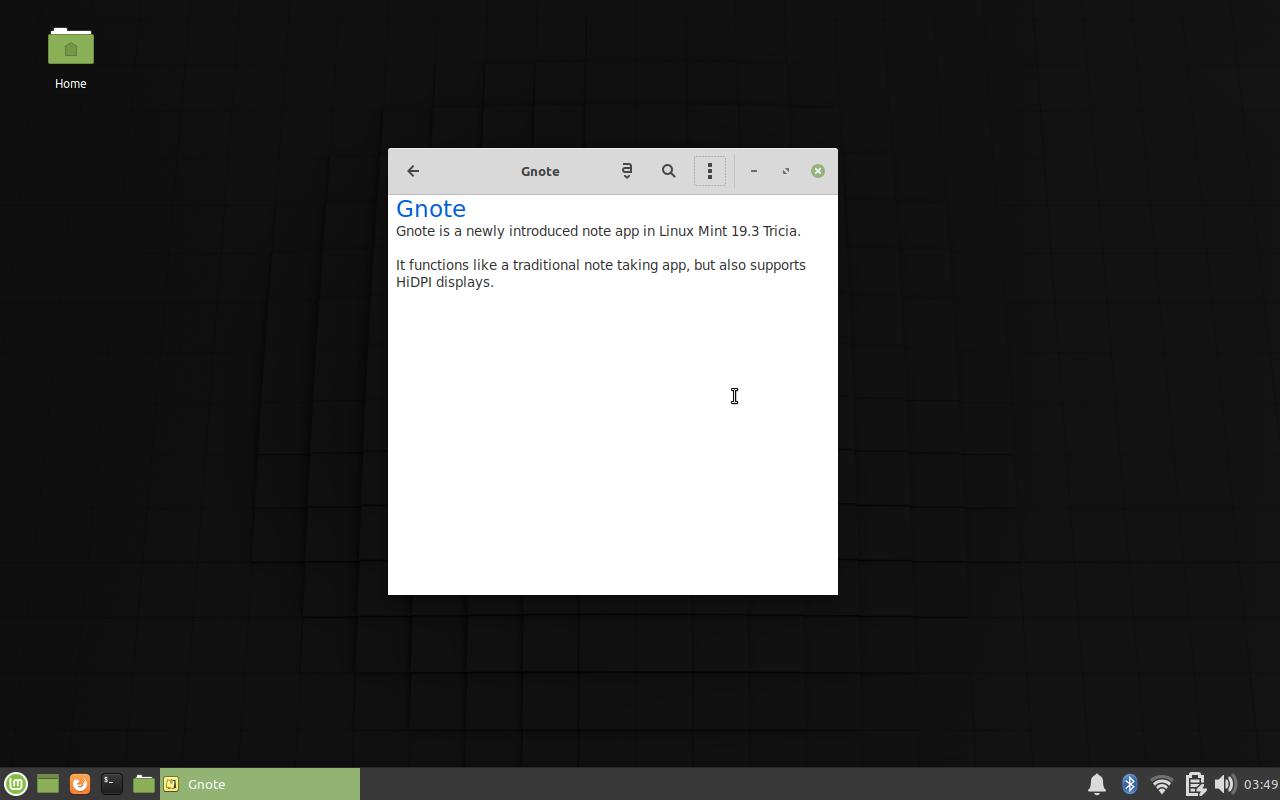 Home
Gnote
a
Gnote
Gnote is a newly introduced note app in Linux Mint 19.3 Tricia.
It functions like a traditional note taking app, but also supports
HiDPI displays.
$_
Gnote
03:49